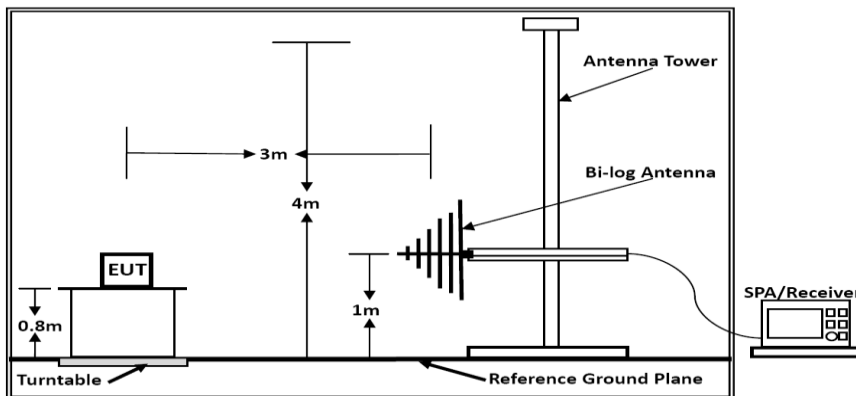 Antenna Tower
3m
Bi-log Antenna
4m
EUT
SPA/Receiver
0.8m
1m
Turntable
Reference Ground Plane